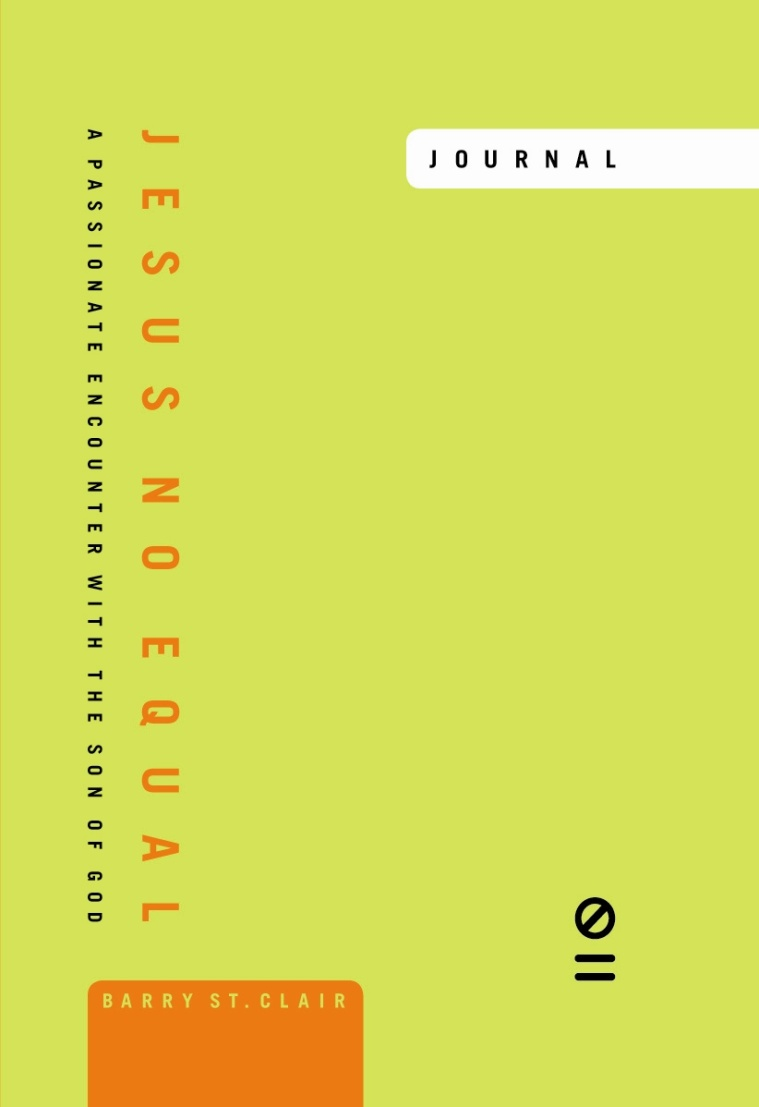 JOURNAL
JESUS NO EQUAL
A PASSIONATE ENCOUNTER WITH THE SON OF GOD
BARRY ST.CLAIR